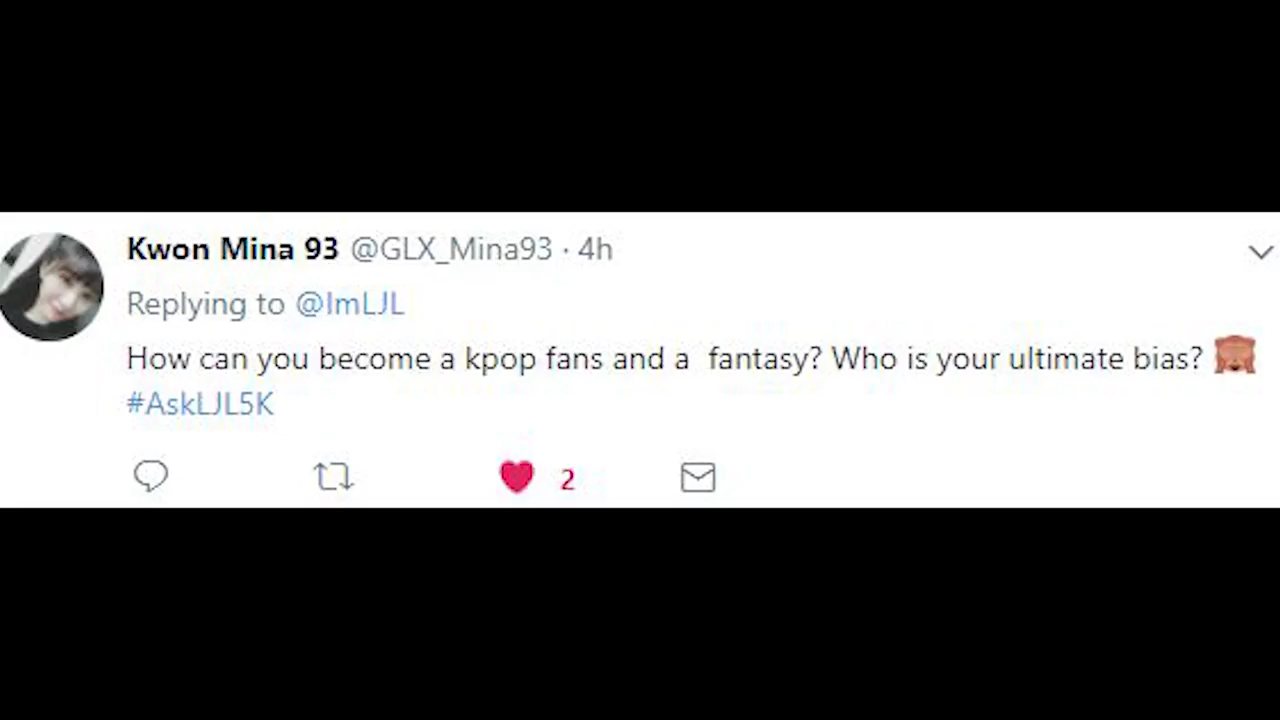 Kwon Mina 93 @GLX_Mina93 · 4h
Replying to @ImLJL
How can you become a kpop fans and a  fantasy? Who is your ultimate bias? 🙈
#AskLJL5K
2